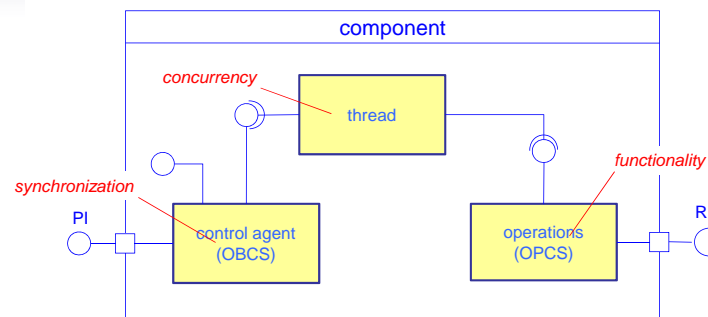 component
concurrency
thread
functionality
synchronization
PI
control agent
(OBCS)
operations
(OPCS)
R